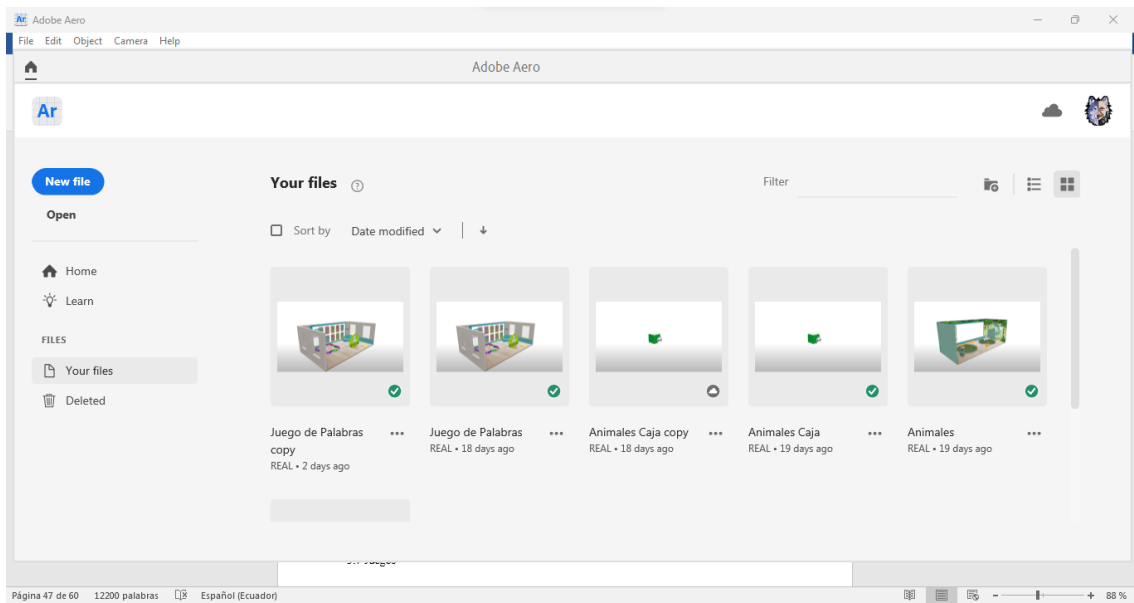 Ar Adobe Aero
File Edit Object Camera Help
Adobe Aero
Ar
New file
Open
Home
Learn
FILES
Your files
Deleted
Your files ?
Filter
Sort by Date modified
Juego de Palabras copy
REAL • 2 days ago
Juego de Palabras
REAL • 18 days ago
Animales Caja copy
REAL • 18 days ago
Animales Caja
REAL • 19 days ago
Animales
REAL • 19 days ago
Página 47 de 60 12200 palabras Español (Ecuador) 88 %